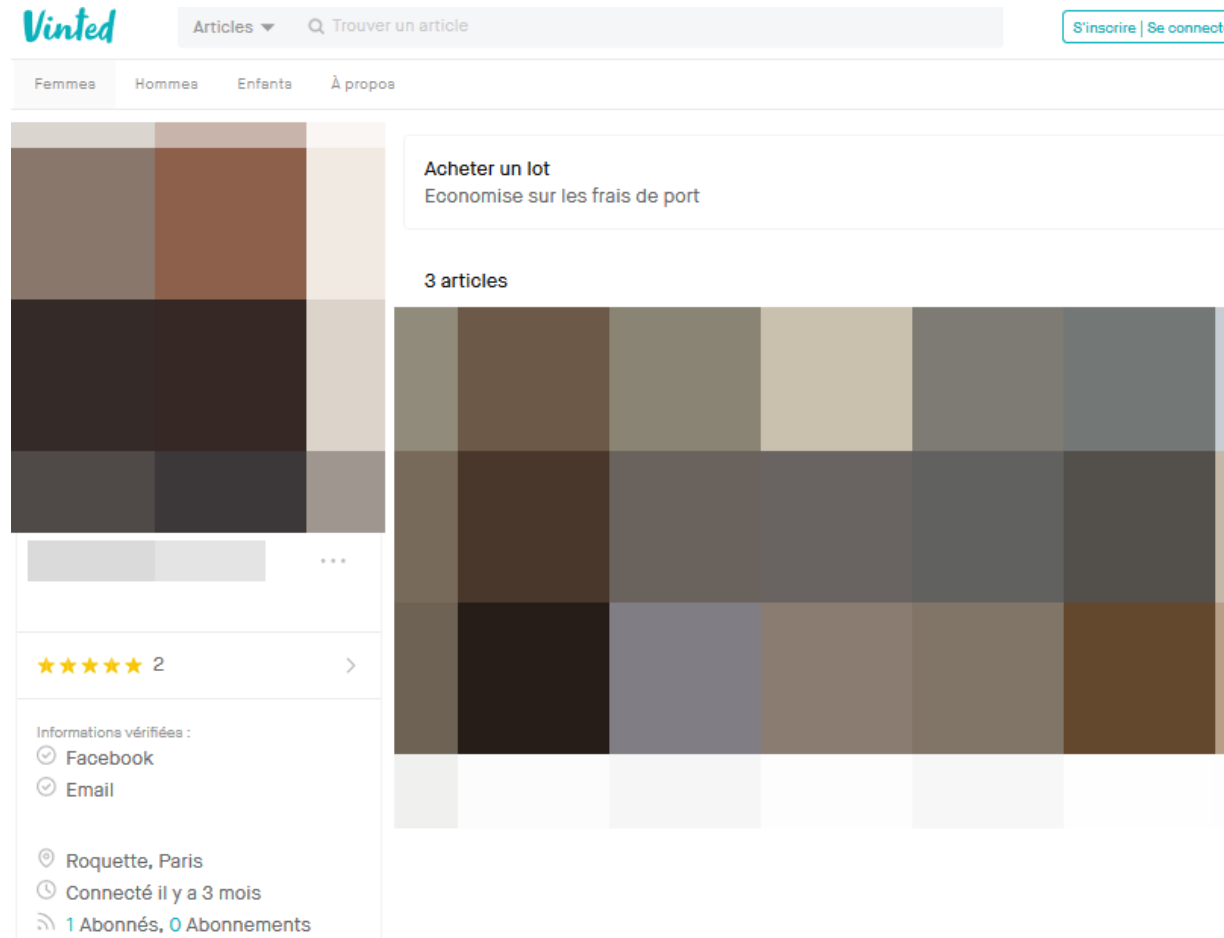 Vinted
Articles
Trouver un article
S'inscrire | Se connect
Femmes
Hommes
Enfants
À propos
Acheter un lot
Economise sur les frais de port
3 articles
2
Informations vérifiées :
Facebook
Email
Roquette, Paris
Connecté il y a 3 mois
1 Abonnés, 0 Abonnements